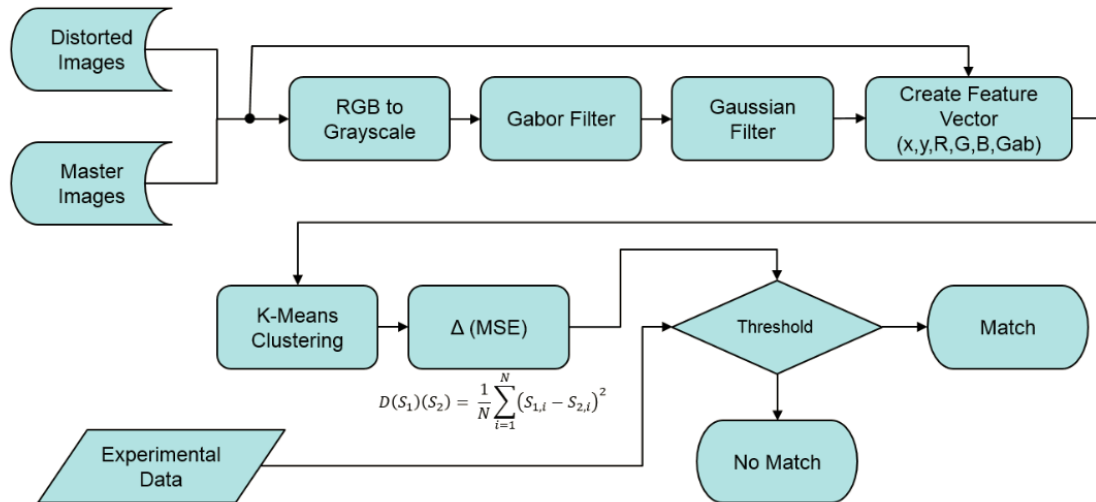 Distorted
Images
RGB to
Grayscale
Gabor Filter
Gaussian
Filter
Create Feature
Vector
(x,y,R,G,B,Gab)
Master
Images
K-Means
Clustering
Δ (MSE)
Threshold
Match
D(S₁)(S₂) = 1/N ∑_{i=1}^{N} (S₁,ᵢ − S₂,ᵢ)²
Experimental
Data
No Match